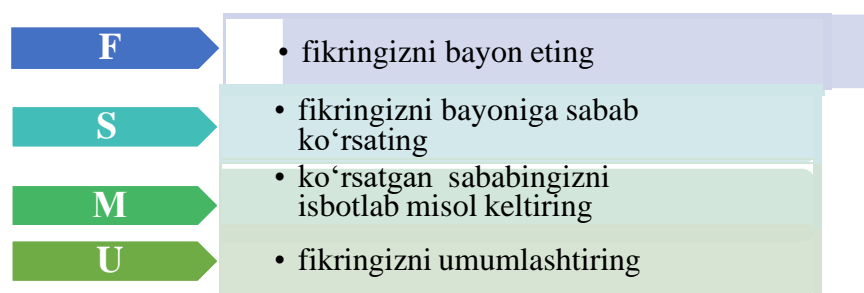 F
• fikringizni bayon eting
S
• fikringizni bayoniga sabab
ko‘rsating
M
• ko‘rsatgan sababingizni
isbotlab misol keltiring
U
• fikringizni umumlashtiring